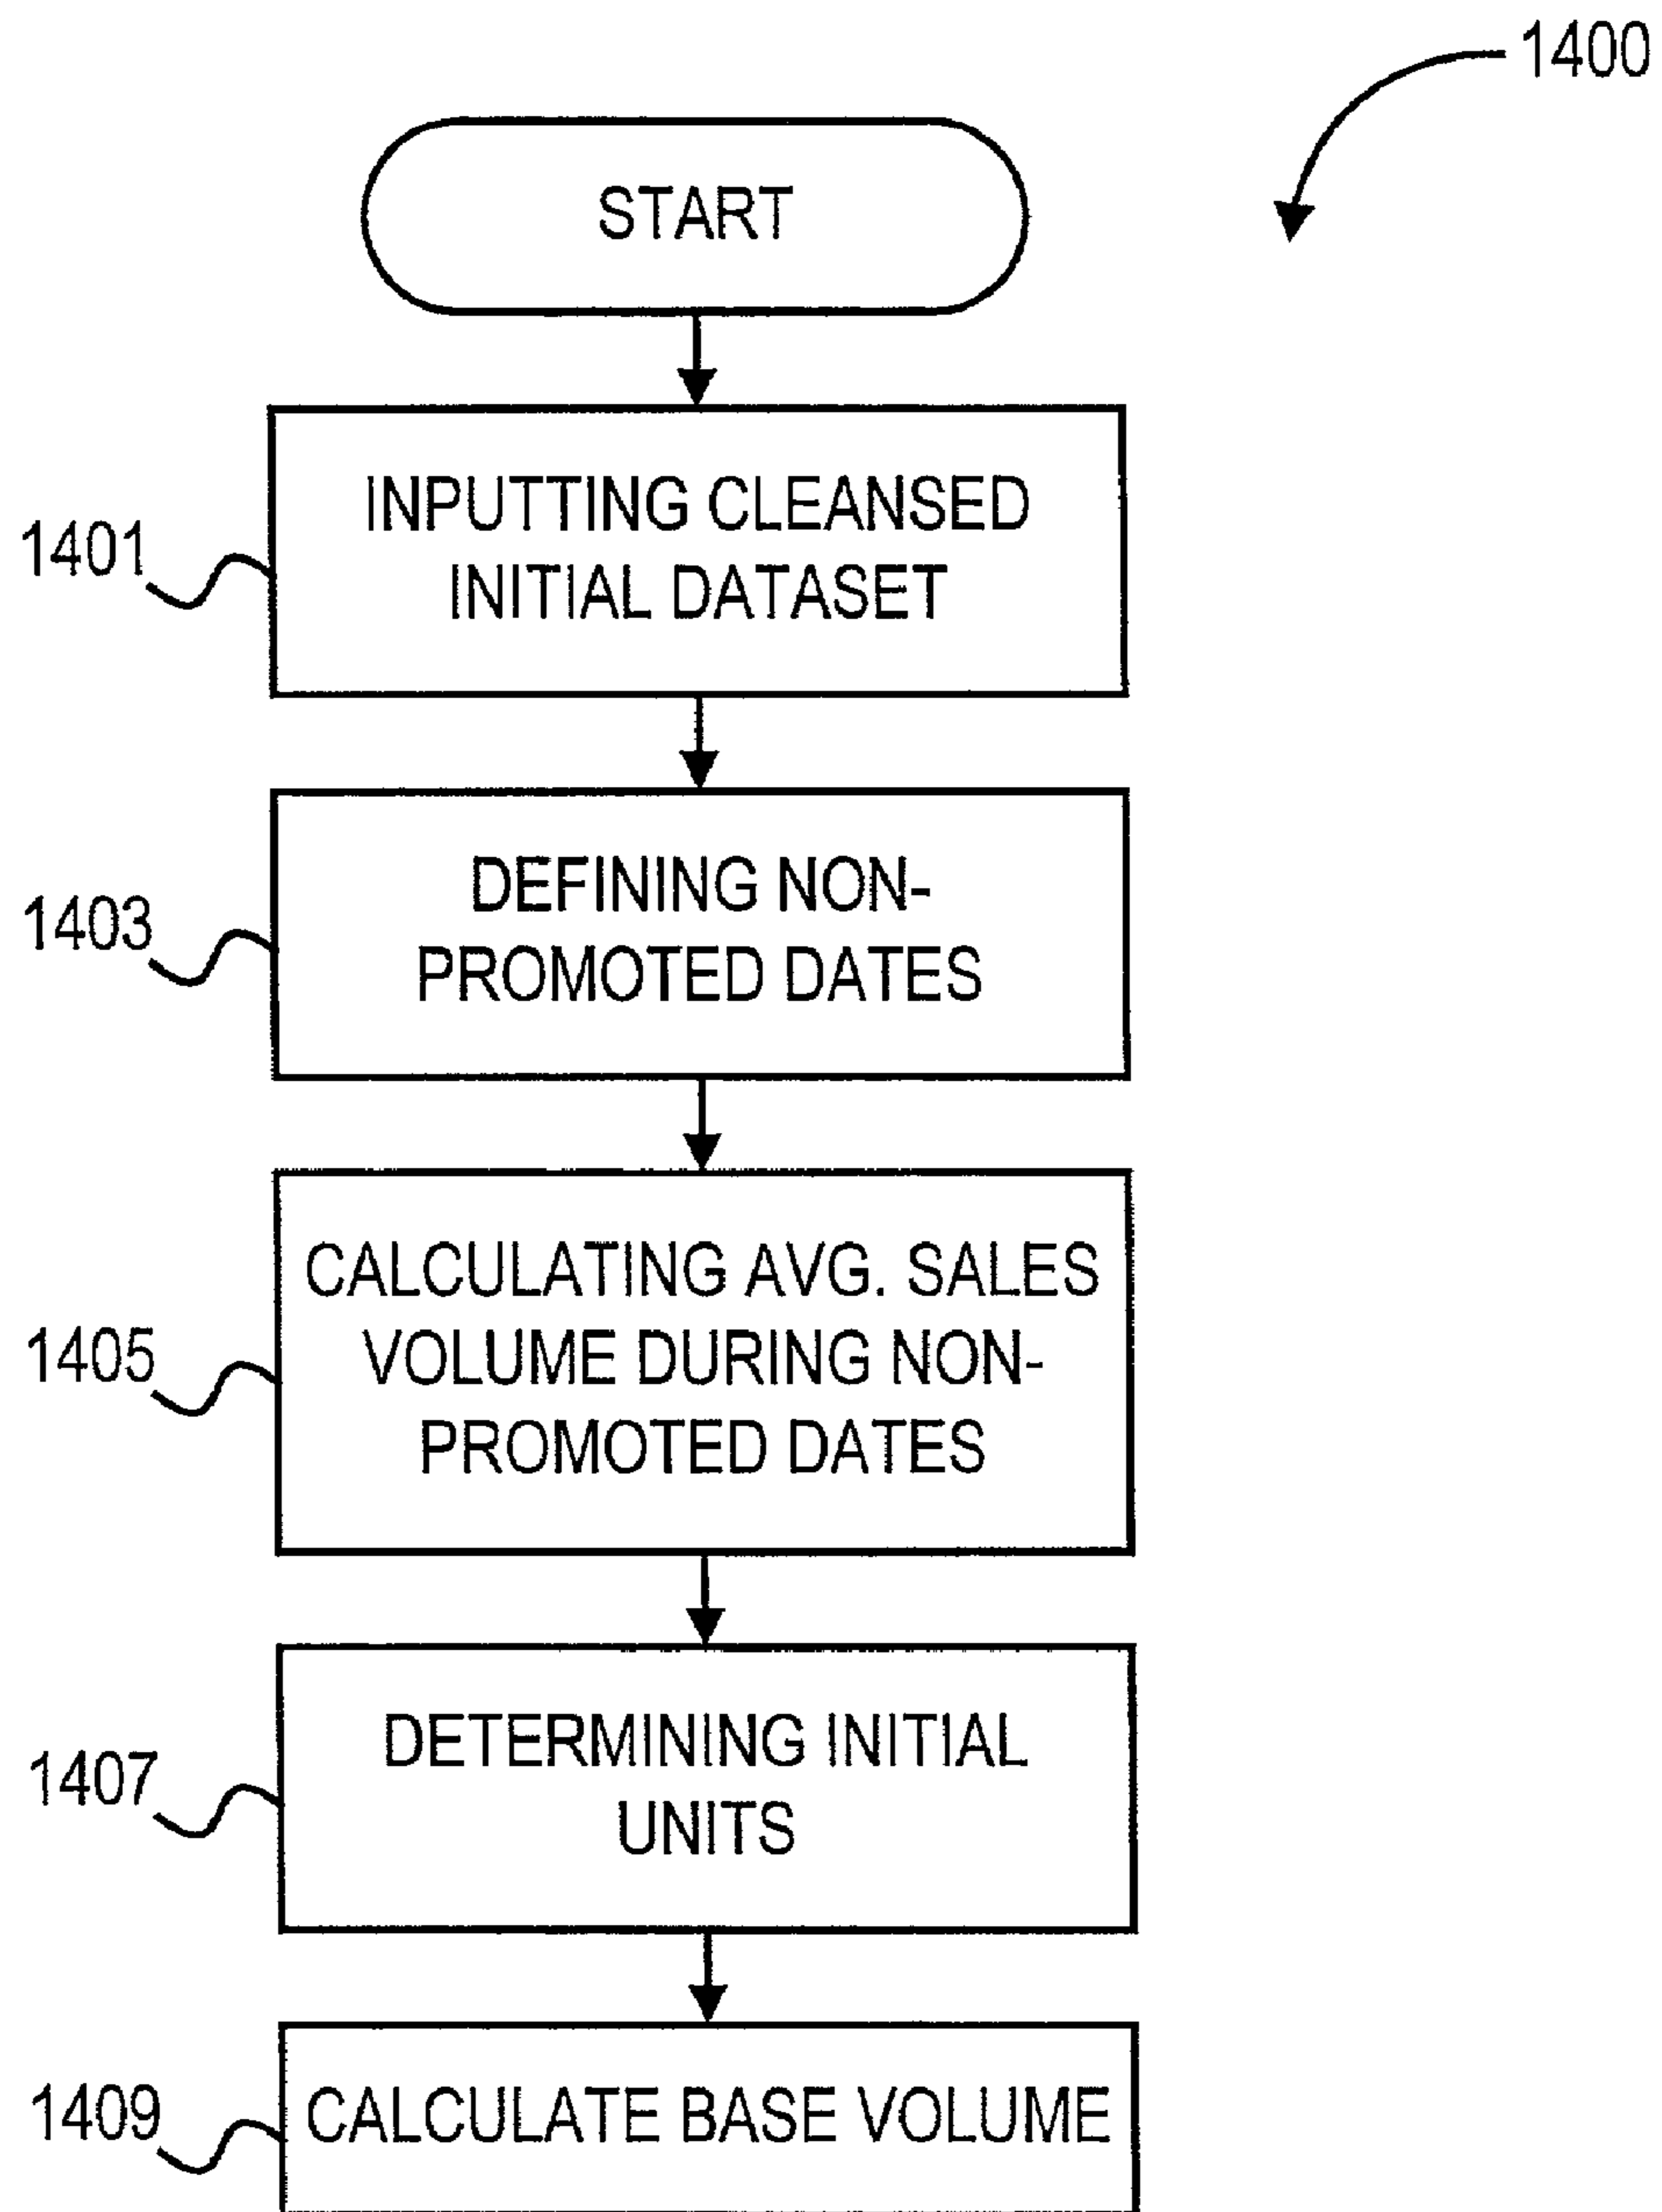 1400
START
INPUTTING CLEANSED
INITIAL DATASET
1401
DEFINING NON-
PROMOTED DATES
1403
CALCULATING AVG. SALES
VOLUME DURING NON-
PROMOTED DATES
1405
DETERMINING INITIAL
UNITS
1407
CALCULATE BASE VOLUME
1409